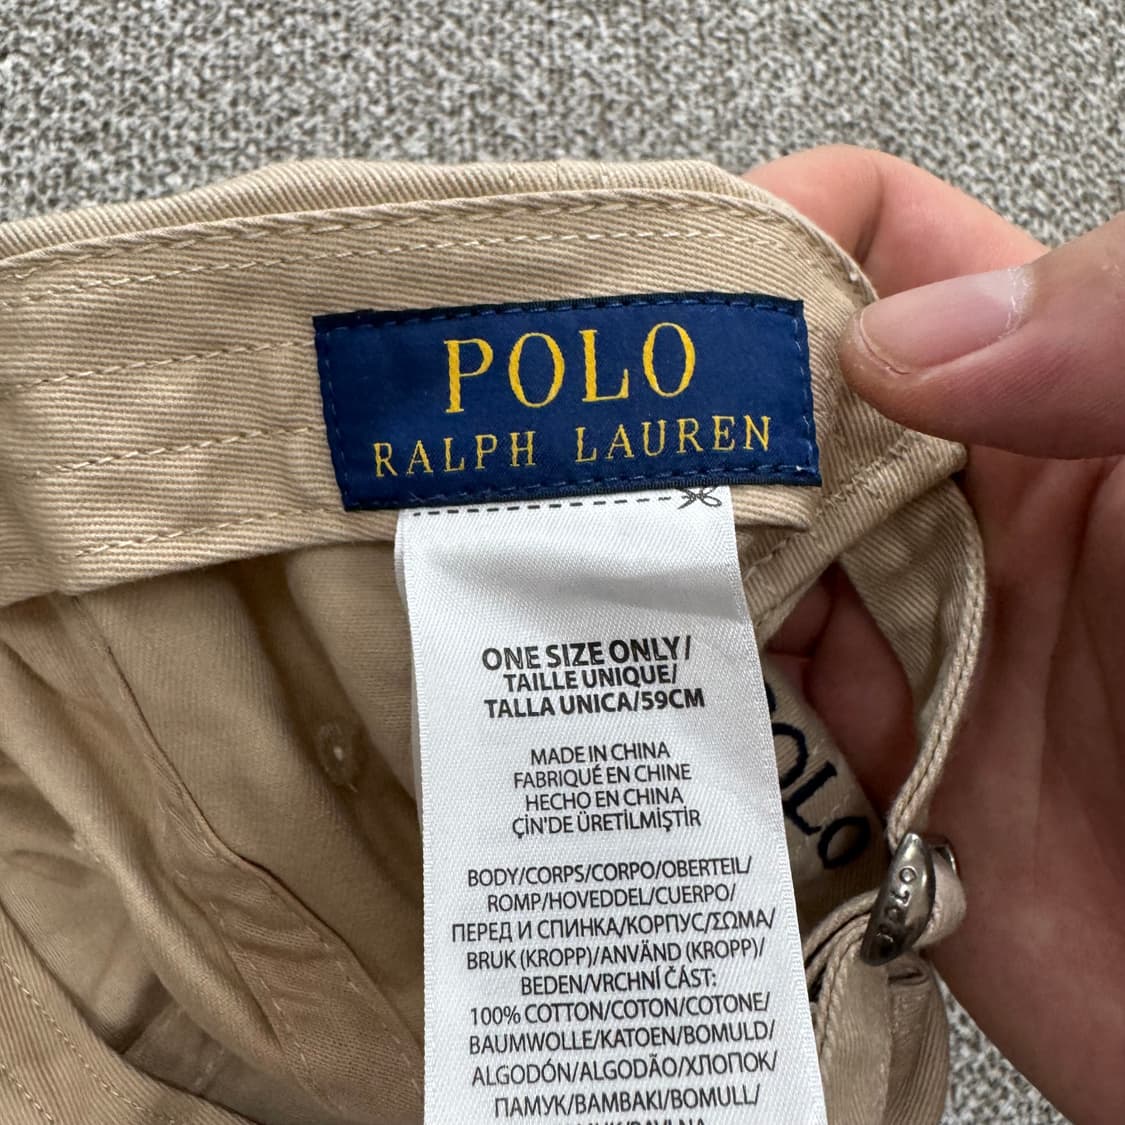 POLO
RALPH LAUREN
ONE SIZE ONLY/
TAILLE UNIQUE/
TALLA UNICA/59CM
MADE IN CHINA
FABRIQUÉ EN CHINE
HECHO EN CHINA
ÇİN'DE ÜRETİLMİŞTİR
BODY/CORPS/CORPO/OBERTEIL/
ROMP/HOVEDDEL/CUERPO/
ПЕРЕД И СПИНКА/КОРПУС/ΣΩΜΑ/
BRUK (KROPP)/ANVÄND (KROPP)/
BEDEN/VRCHNÍ ČÁST:
100% COTTON/COTON/COTONE/
BAUMWOLLE/KATOEN/BOMULD/
ALGODÓN/ALGODÃO/ХЛОПОК/
ПАМУК/BAMBAKI/BOMULL/
POLO
POLO